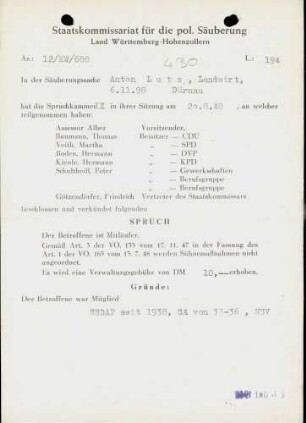 Staatskommissariat für die pol. Säuberung
Land Württemberg-Hohenzollern
Az.: 12/XV/600
430
L.: 194
In der Säuberungssache Anton Lutz, Landwirt,
6.11.98 Dürnau
hat die Spruchkammer X in ihrer Sitzung am 20.8.48 , an welcher
teilgenommen haben:
Assessor Alber Vorsitzender,
Baumann, Thomas Beisitzer — CDU
Veith, Martha „ — SPD
Boden, Hermann „ — DVP
Kienle, Hermann „ — KPD
Schultheiß, Peter „ — Gewerkschaften
„ — Berufsgruppe
„ — Berufsgruppe
Götzendörfer, Friedrich Vertreter des Staatskommissars
beschlossen und verkündet folgenden
SPRUCH
Der Betroffene ist Mitläufer.
Gemäß Art. 3 der VO. 133 vom 17. 11. 47 in der Fassung des
Art. 1 der VO. 165 vom 13. 7. 48 werden Sühnemaßnahmen nicht
angeordnet.
Es wird eine Verwaltungsgebühr von DM 10,-- erhoben.
Gründe:
Der Betroffene war Mitglied
NSDAP seit 1938, SA von 33-36 , NSV